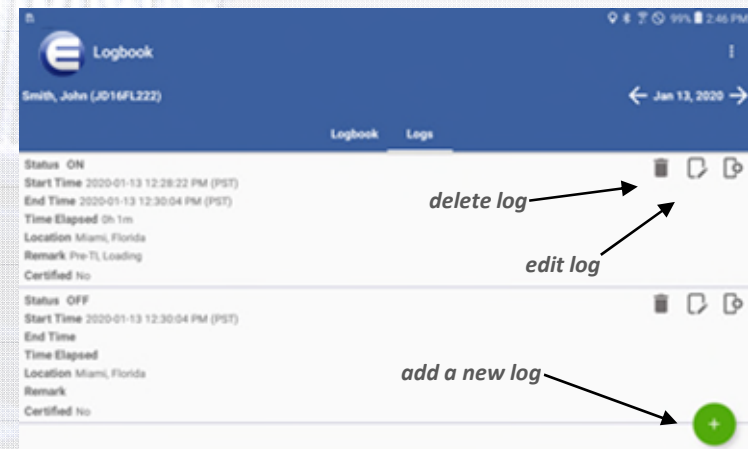 99% 2:46 PM
E Logbook
Smith, John (JD16FL222)
Jan 13, 2020
Logbook Logs
Status ON
Start Time 2020-01-13 12:28:22 PM (PST)
End Time 2020-01-13 12:30:04 PM (PST)
Time Elapsed 0h 1m
Location Miami, Florida
Remark Pre-TI, Loading
Certified No
delete log
edit log
Status OFF
Start Time 2020-01-13 12:30:04 PM (PST)
End Time
Time Elapsed
Location Miami, Florida
Remark
Certified No
add a new log
+